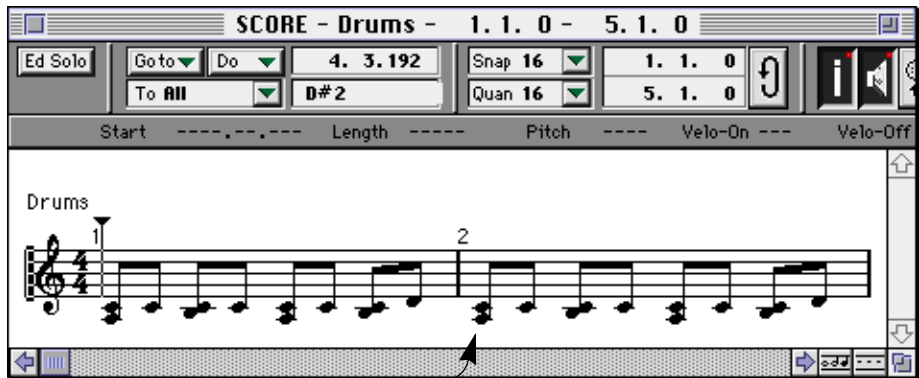 SCORE - Drums - 1. 1. 0 - 5. 1. 0
Ed Solo Goto Do 4. 3.192 Snap 16 1. 1. 0
To All D#2 Quan 16 5. 1. 0
Start ----.--.--- Length ----- Pitch ---- Velo-On --- Velo-Off
Drums
1 2
4
4